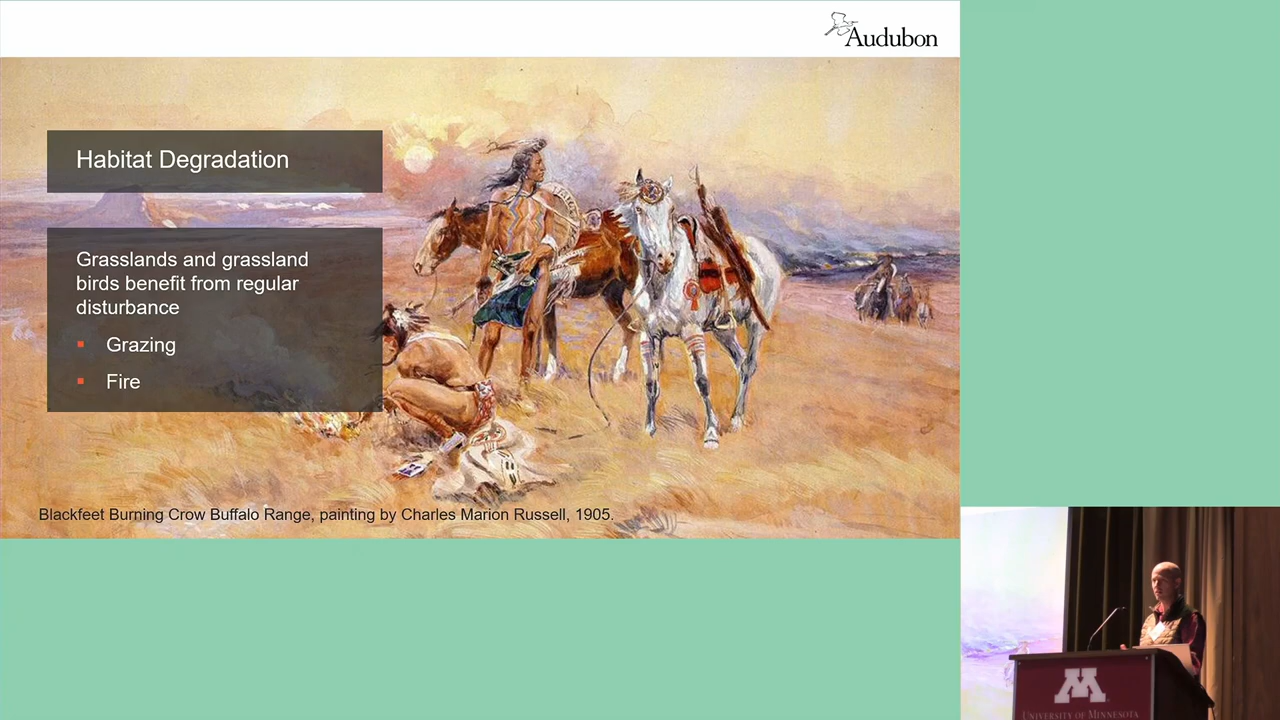 Audubon
Habitat Degradation
Grasslands and grassland
birds benefit from regular
disturbance
Grazing
Fire
Blackfeet Burning Crow Buffalo Range, painting by Charles Marion Russell, 1905.
M
UNIVERSITY OF MINNESOTA